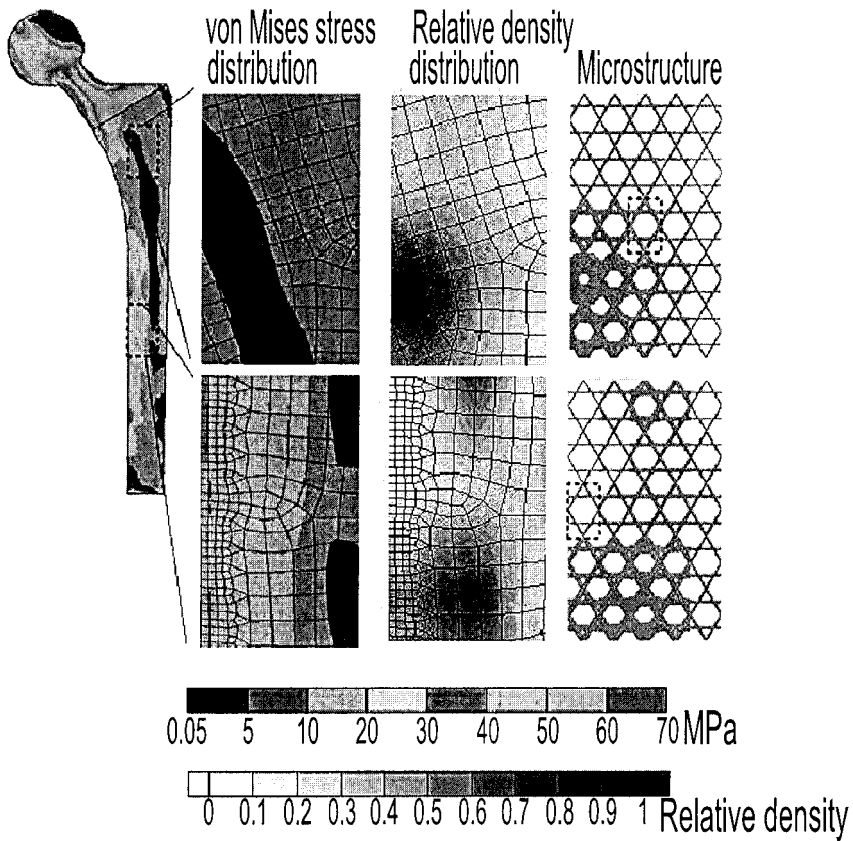 von Mises stress
distribution
Relative density
distribution
Microstructure
0.05 5 10 20 30 40 50 60 70 MPa
0 0.1 0.2 0.3 0.4 0.5 0.6 0.7 0.8 0.9 1 Relative density